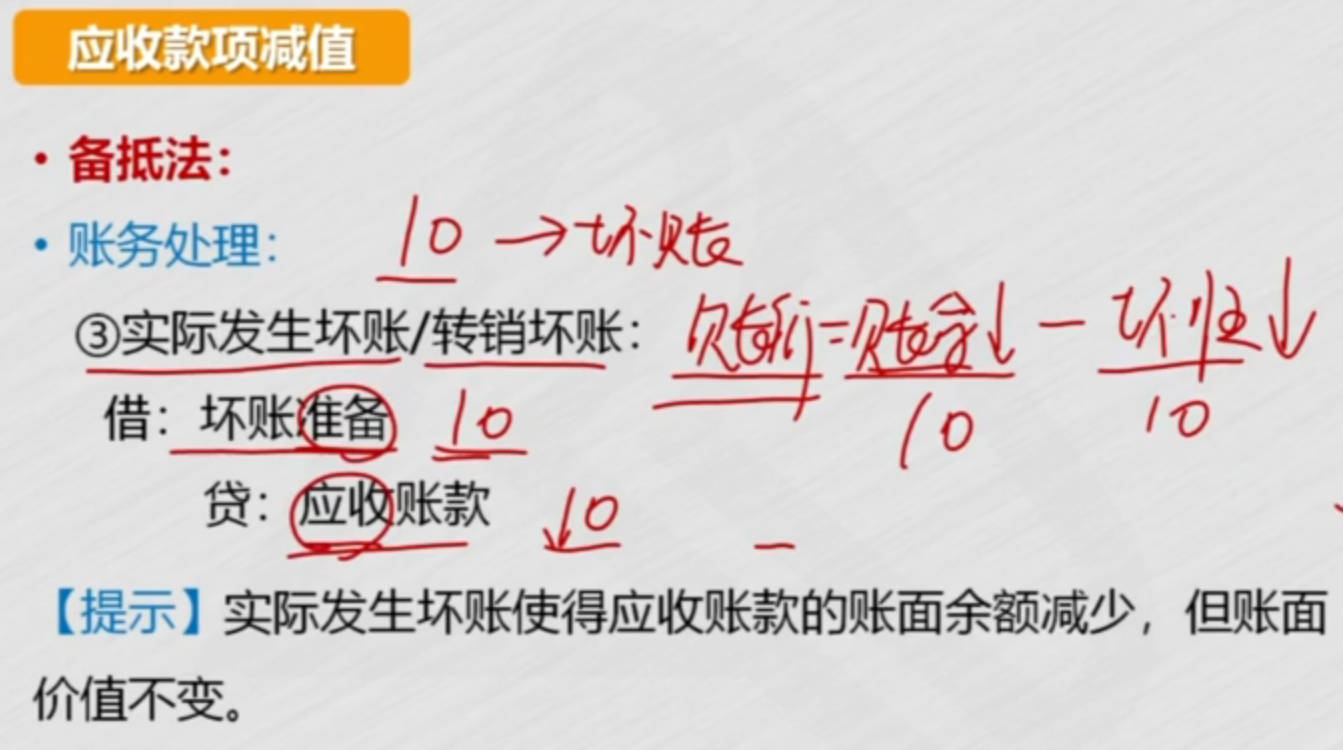 应收款项减值
• 备抵法：
• 账务处理： 10 → 坏账
③实际发生坏账/转销坏账： 账价=账余↓ — 坏准↓
借：坏账准备 10 10 10
贷：应收账款 ↓10 —
【提示】实际发生坏账使得应收账款的账面余额减少，但账面
价值不变。